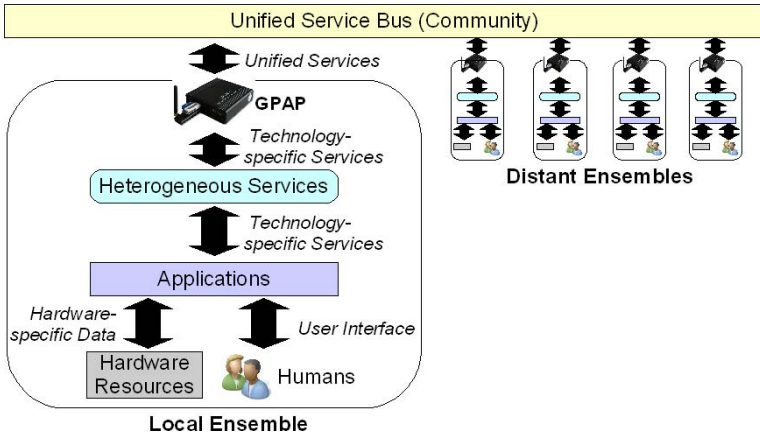 Unified Service Bus (Community)
Unified Services
GPAP
Technology-
specific Services
Heterogeneous Services
Technology-
specific Services
Applications
Hardware-
specific Data
User Interface
Hardware
Resources
Humans
Local Ensemble
Distant Ensembles